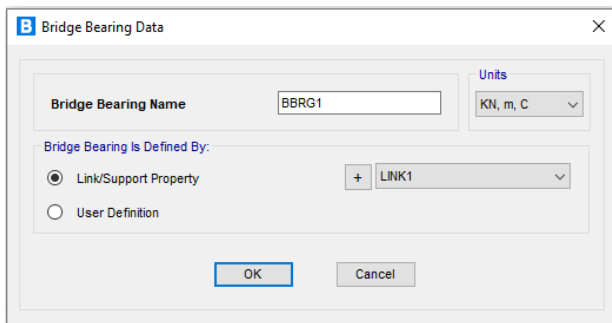 B Bridge Bearing Data
Units
Bridge Bearing Name BBRG1 KN, m, C
Bridge Bearing Is Defined By:
Link/Support Property + LINK1
User Definition
OK Cancel